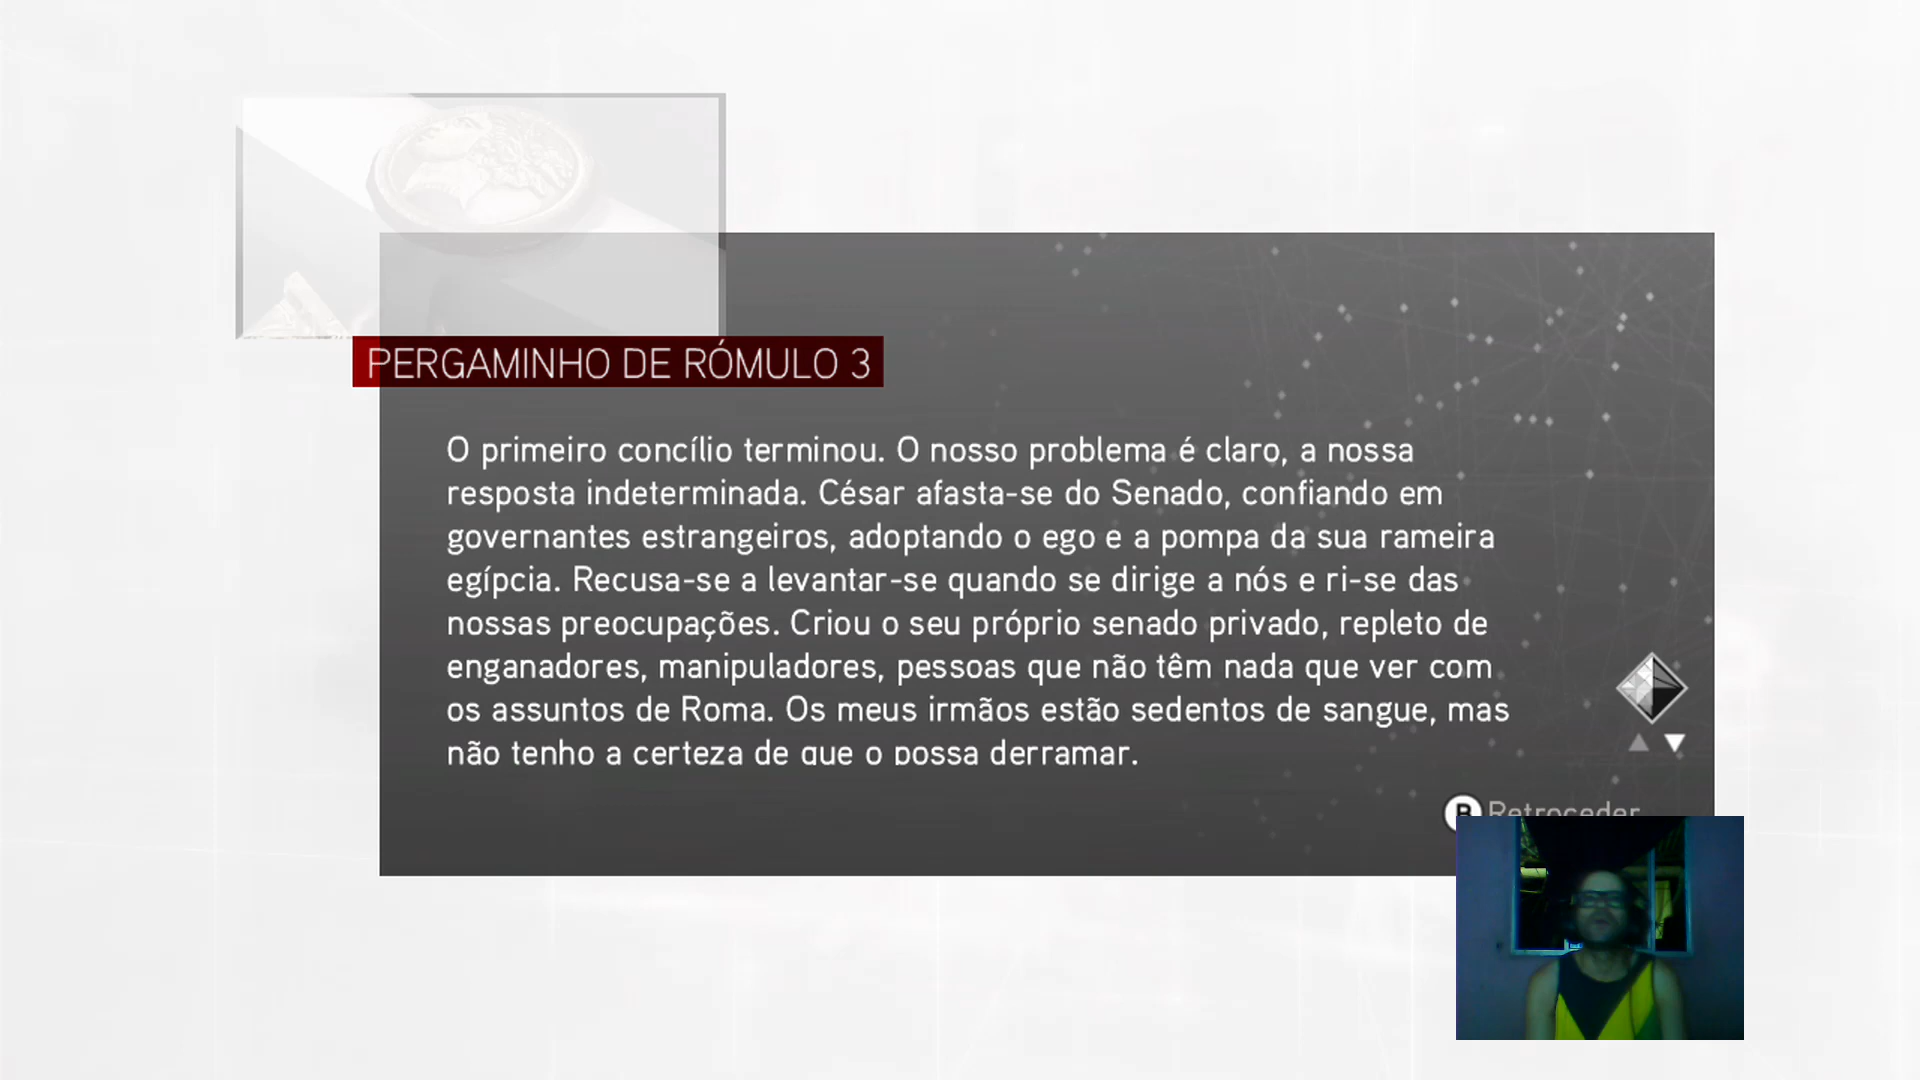 PERGAMINHO DE RÓMULO 3
O primeiro concílio terminou. O nosso problema é claro, a nossa
resposta indeterminada. César afasta-se do Senado, confiando em
governantes estrangeiros, adoptando o ego e a pompa da sua rameira
egípcia. Recusa-se a levantar-se quando se dirige a nós e ri-se das
nossas preocupações. Criou o seu próprio senado privado, repleto de
enganadores, manipuladores, pessoas que não têm nada que ver com
os assuntos de Roma. Os meus irmãos estão sedentos de sangue, mas
não tenho a certeza de que o possa derramar.
B Retroceder